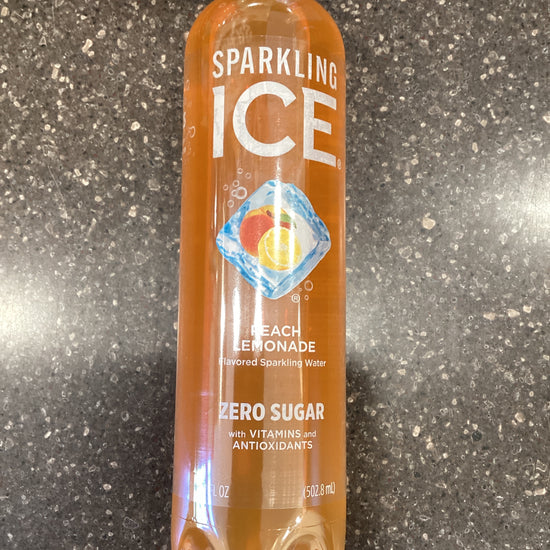 SPARKLING
ICE®
®
PEACH
LEMONADE
Flavored Sparkling Water
ZERO SUGAR
with VITAMINS and
ANTIOXIDANTS
FL OZ (502.8 mL)